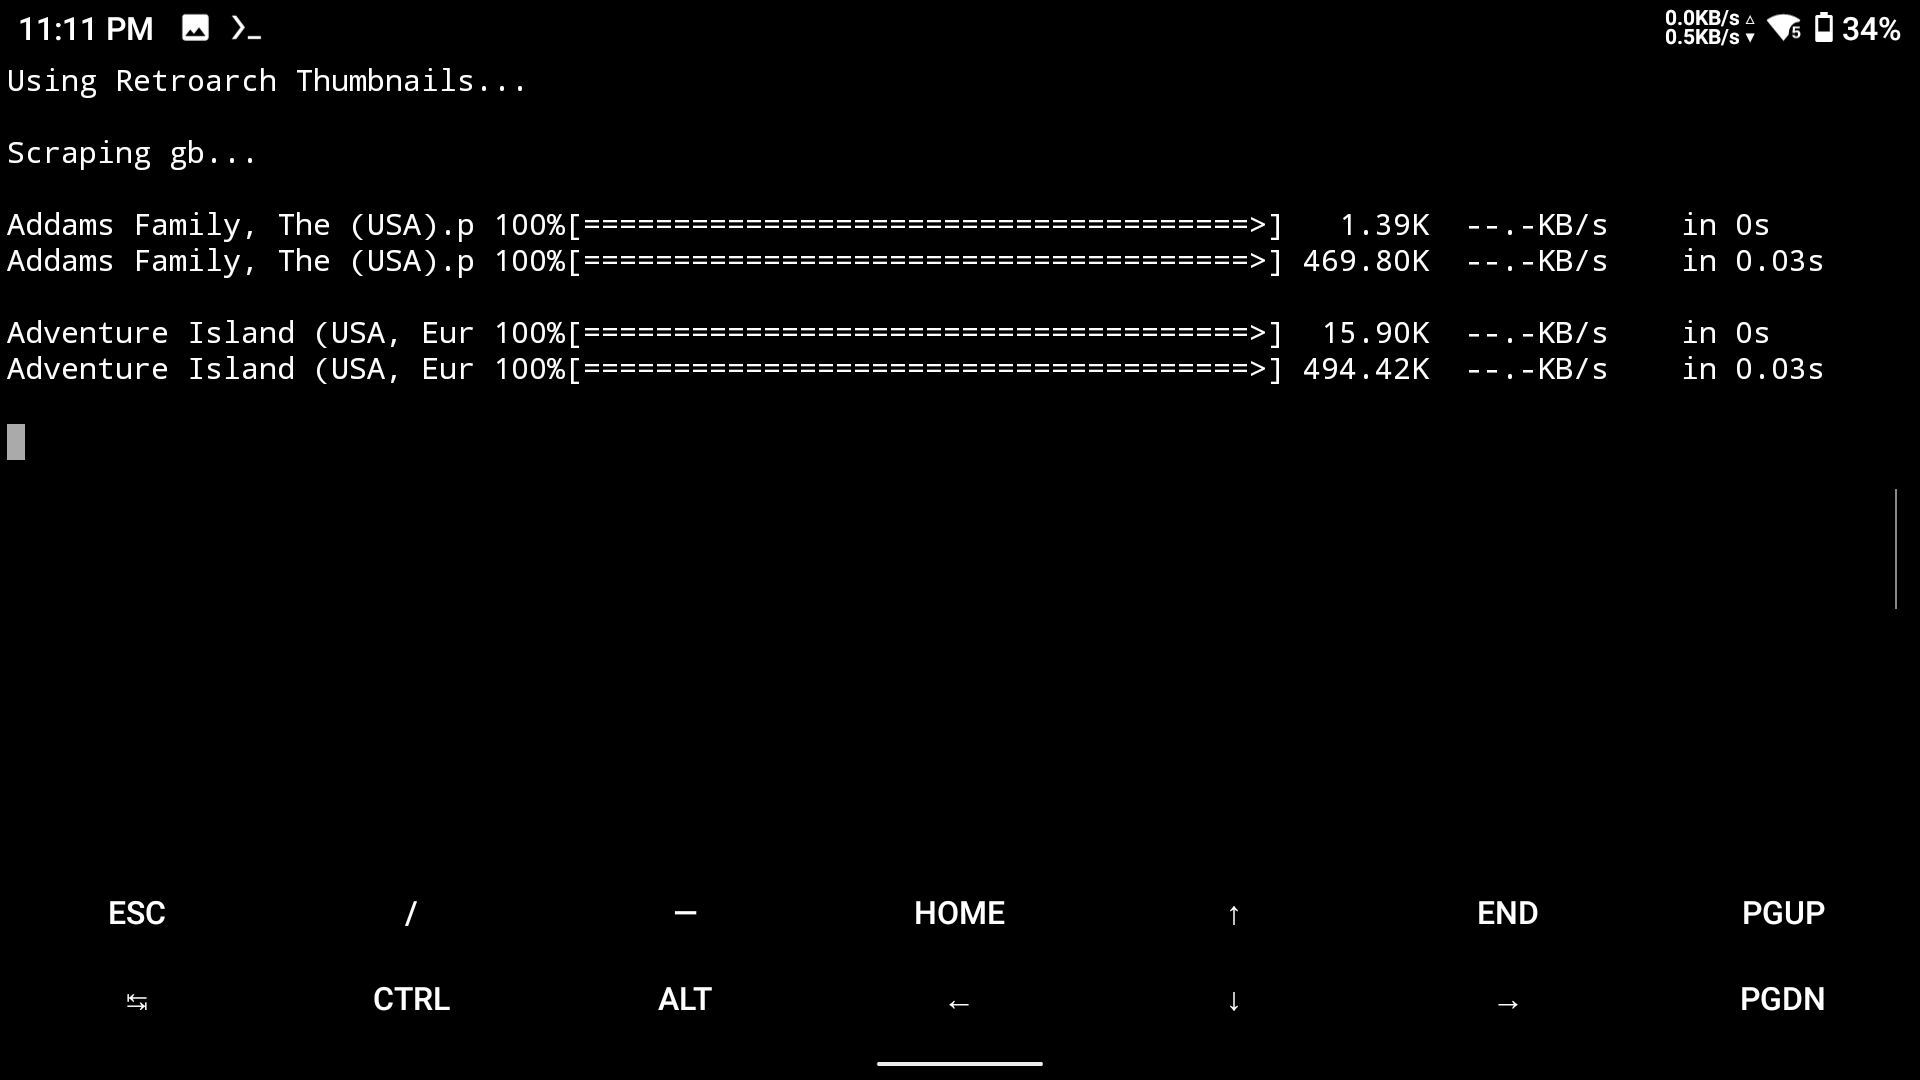 11:11 PM 0.0KB/s △ 5 34%
0.5KB/s ▼
Using Retroarch Thumbnails...
Scraping gb...
Addams Family, The (USA).p 100%[=====================================>] 1.39K --.-KB/s in 0s
Addams Family, The (USA).p 100%[=====================================>] 469.80K --.-KB/s in 0.03s
Adventure Island (USA, Eur 100%[=====================================>] 15.90K --.-KB/s in 0s
Adventure Island (USA, Eur 100%[=====================================>] 494.42K --.-KB/s in 0.03s
ESC / — HOME ↑ END PGUP
↹ CTRL ALT ← ↓ → PGDN